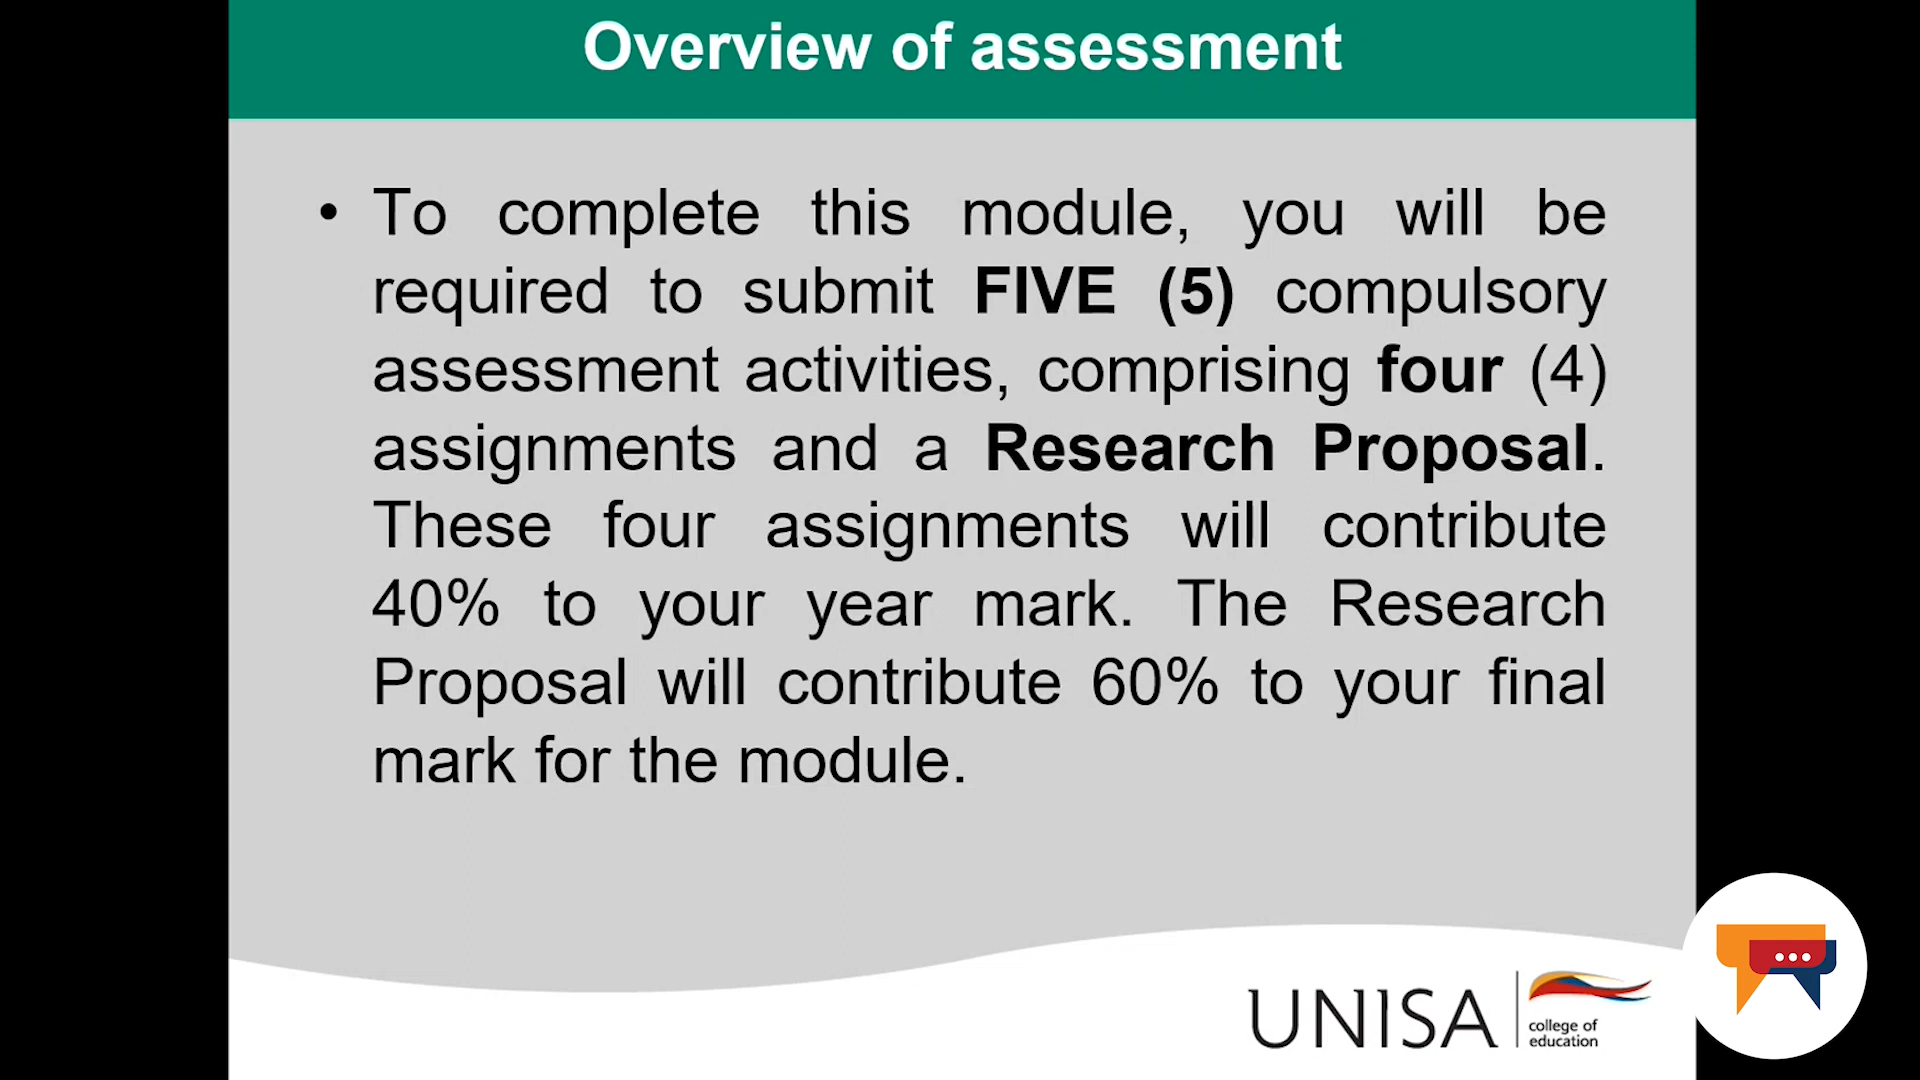 Overview of assessment
• To complete this module, you will be
required to submit FIVE (5) compulsory
assessment activities, comprising four (4)
assignments and a Research Proposal.
These four assignments will contribute
40% to your year mark. The Research
Proposal will contribute 60% to your final
mark for the module.
UNISA
college of
education